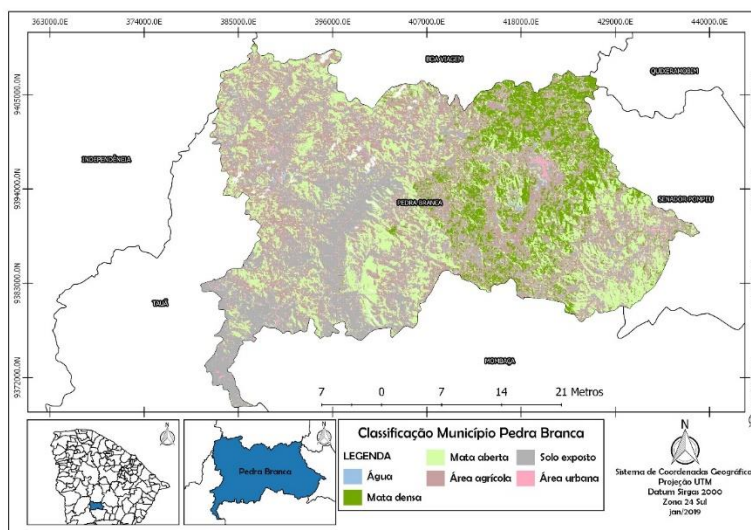 363000.0E 374000.0E 385000.0E 396000.0E 407000.0E 418000.0E 429000.0E 440000.0E
BOA VIAGEM
QUIXERAMOBIM
9405000.0N
INDEPENDÊNCIA
9394000.0N
PEDRA BRANCA
SENADOR POMPEU
9383000.0N
TAUÁ
MOMBAÇA
9372000.0N
7 0 7 14 21 Metros
N
N
Pedra Branca
Classificação Município Pedra Branca
LEGENDA
Água
Mata densa
Mata aberta
Área agrícola
Solo exposto
Área urbana
N
Sistema de Coordenadas Geográficas
Projeção UTM
Datum Sirgas 2000
Zona 24 Sul
jan/2019